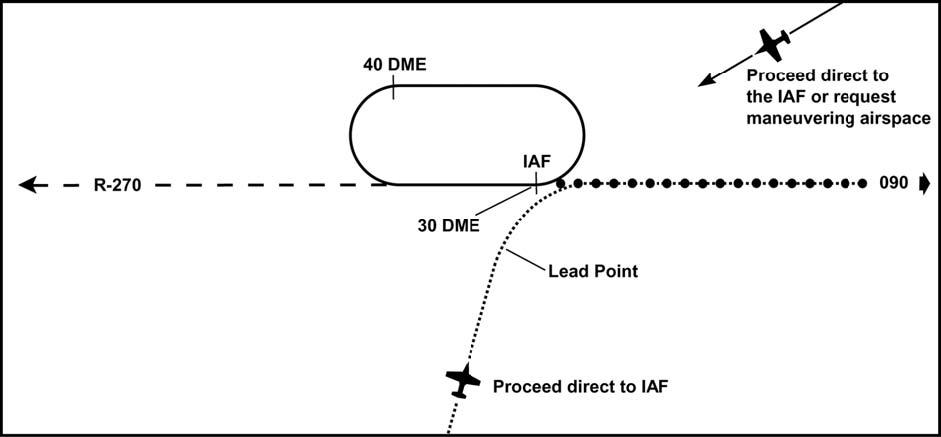 40 DME
Proceed direct to
the IAF or request
maneuvering airspace
IAF
R-270
090
30 DME
Lead Point
Proceed direct to IAF